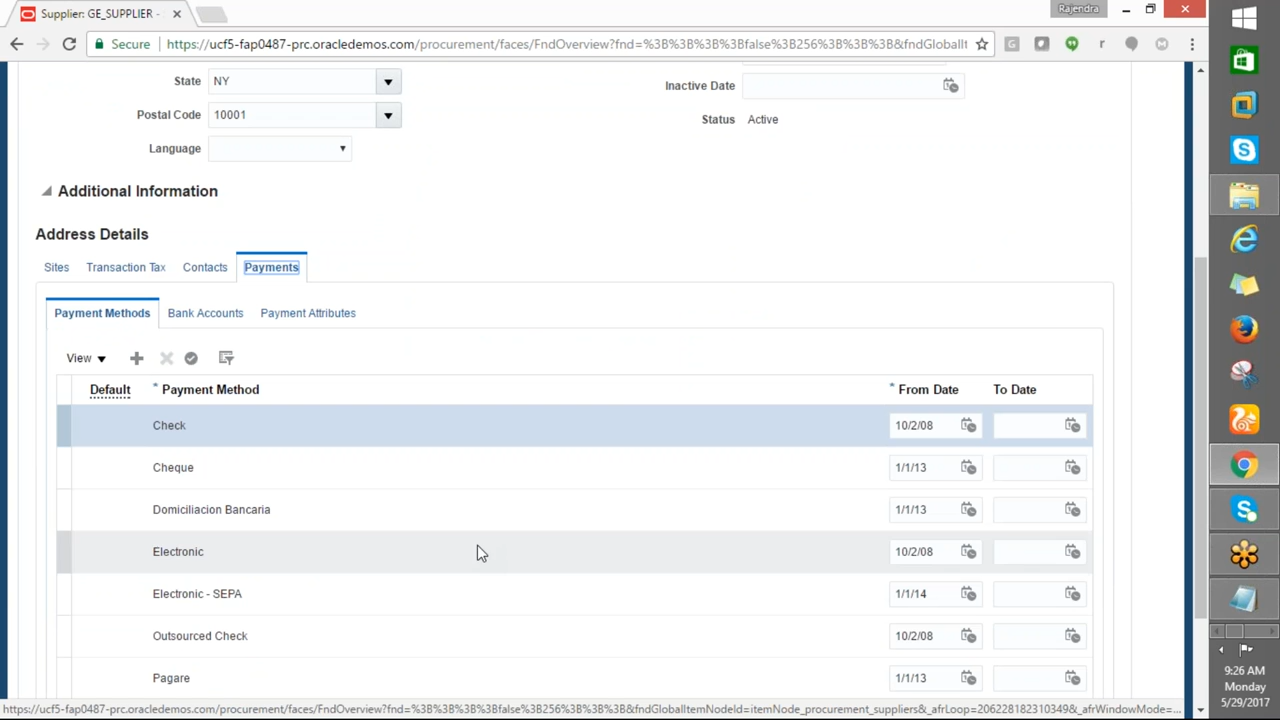 Supplier: GE_SUPPLIER -
Rajendra
Secure
https://ucf5-fap0487-prc.oracledemos.com/procurement/faces/FndOverview?fnd=%3B%3B%3B%3Bfalse%3B256%3B%3B%3B&fndGlobalIt
State NY
Inactive Date
Postal Code 10001
Status Active
Language
Additional Information
Address Details
Sites Transaction Tax Contacts Payments
Payment Methods Bank Accounts Payment Attributes
View
Default * Payment Method * From Date To Date
Check 10/2/08
Cheque 1/1/13
Domiciliacion Bancaria 1/1/13
Electronic 10/2/08
Electronic - SEPA 1/1/14
Outsourced Check 10/2/08
Pagare 1/1/13
https://ucf5-fap0487-prc.oracledemos.com/procurement/faces/FndOverview?fnd=%3B%3B%3B%3Bfalse%3B256%3B%3B%3B&fndGlobalItemNodeId=itemNode_procurement_suppliers&_afrLoop=206228182310349&_afrWindowMode=...
9:26 AM
Monday
5/29/2017